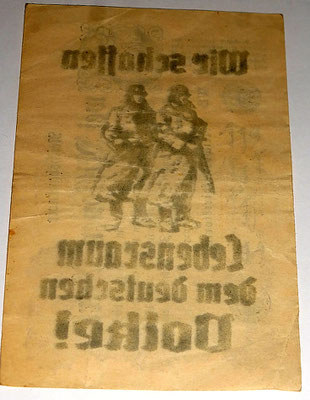 Wir schaffen
Lebensraum
dem deutschen
Volke!